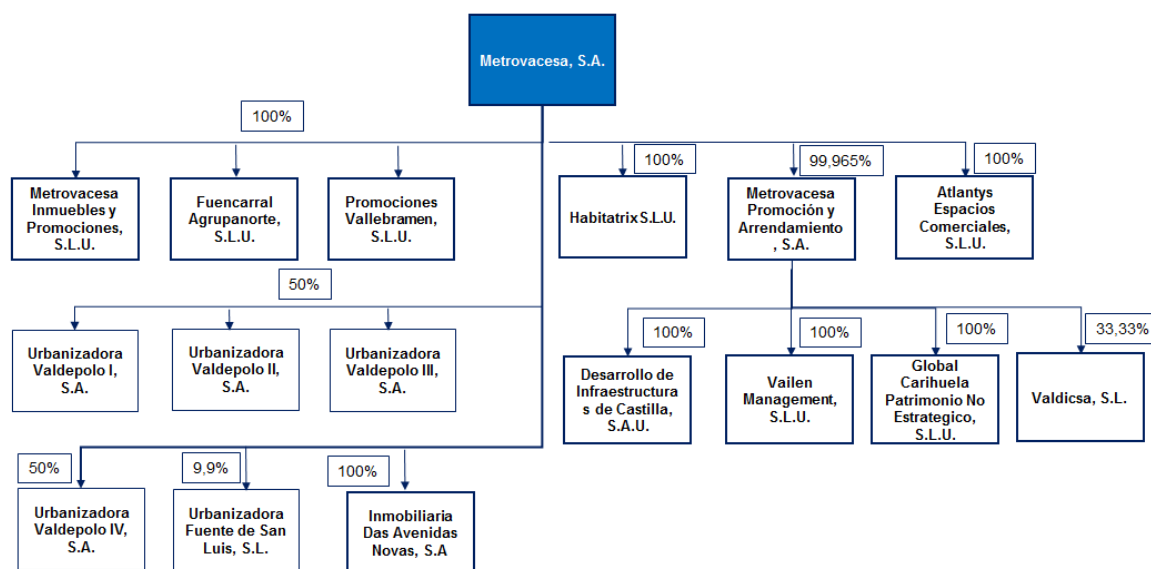 Metrovacesa, S.A.
100%
100%
99,965%
100%
Metrovacesa
Inmuebles y
Promociones,
S.L.U.
Fuencarral
Agrupanorte,
S.L.U.
Promociones
Vallebramen,
S.L.U.
Habitatrix S.L.U.
Metrovacesa
Promoción y
Arrendamiento
, S.A.
Atlantys
Espacios
Comerciales,
S.L.U.
50%
Urbanizadora
Valdepolo I,
S.A.
Urbanizadora
Valdepolo II,
S.A.
Urbanizadora
Valdepolo III,
S.A.
100%
100%
100%
33,33%
Desarrollo de
Infraestructura
s de Castilla,
S.A.U.
Vailen
Management,
S.L.U.
Global
Carihuela
Patrimonio No
Estrategico,
S.L.U.
Valdicsa, S.L.
50%
9,9%
100%
Urbanizadora
Valdepolo IV,
S.A.
Urbanizadora
Fuente de San
Luis, S.L.
Inmobiliaria
Das Avenidas
Novas, S.A